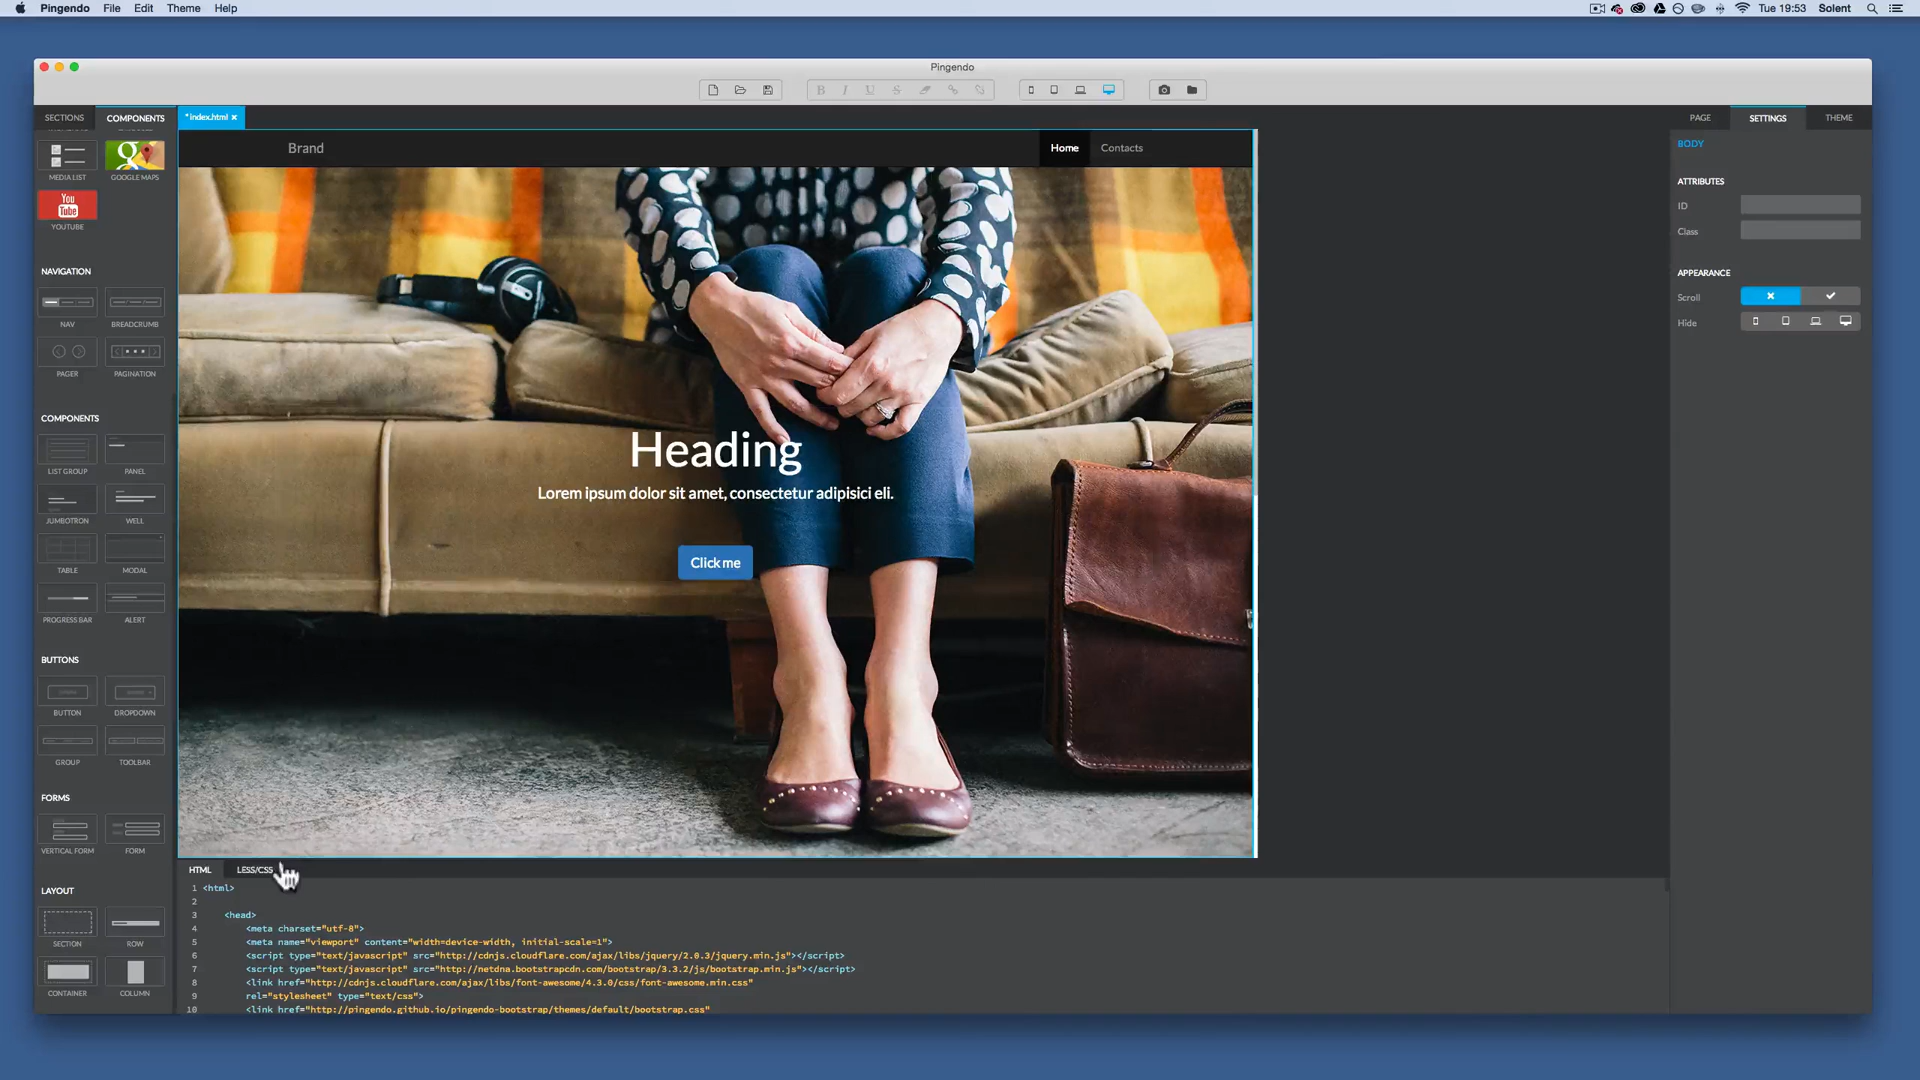 Pingendo File Edit Theme Help
Tue 19:53 Solent
Pingendo
SECTIONS COMPONENTS
*index.html
PAGE SETTINGS THEME
MEDIA LIST GOOGLE MAPS
You
Tube
YOUTUBE
NAVIGATION
NAV BREADCRUMB
PAGER PAGINATION
COMPONENTS
LIST GROUP PANEL
JUMBOTRON WELL
TABLE MODAL
PROGRESS BAR ALERT
BUTTONS
BUTTON DROPDOWN
GROUP TOOLBAR
FORMS
VERTICAL FORM FORM
LAYOUT
SECTION ROW
CONTAINER COLUMN
Brand Home Contacts
Heading
Lorem ipsum dolor sit amet, consectetur adipisici eli.
Click me
HTML LESS/CSS
1 <html>
2
3 <head>
4 <meta charset="utf-8">
5 <meta name="viewport" content="width=device-width, initial-scale=1">
6 <script type="text/javascript" src="http://cdnjs.cloudflare.com/ajax/libs/jquery/2.0.3/jquery.min.js"></script>
7 <script type="text/javascript" src="http://netdna.bootstrapcdn.com/bootstrap/3.3.2/js/bootstrap.min.js"></script>
8 <link href="http://cdnjs.cloudflare.com/ajax/libs/font-awesome/4.3.0/css/font-awesome.min.css"
9 rel="stylesheet" type="text/css">
10 <link href="http://pingendo.github.io/pingendo-bootstrap/themes/default/bootstrap.css"
BODY
ATTRIBUTES
ID
Class
APPEARANCE
Scroll
Hide